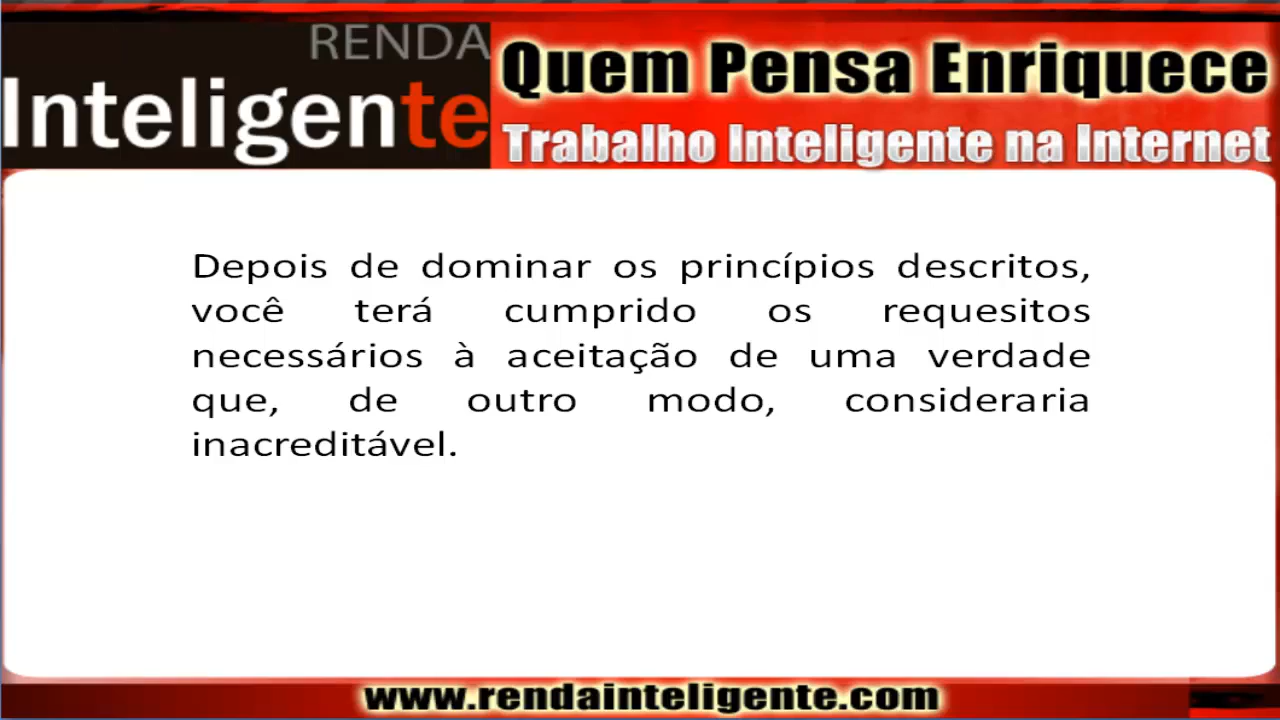 RENDA
Inteligente
Quem Pensa Enriquece
Trabalho Inteligente na Internet
Depois de dominar os princípios descritos,
você terá cumprido os requesitos
necessários à aceitação de uma verdade
que, de outro modo, consideraria
inacreditável.
www.rendainteligente.com